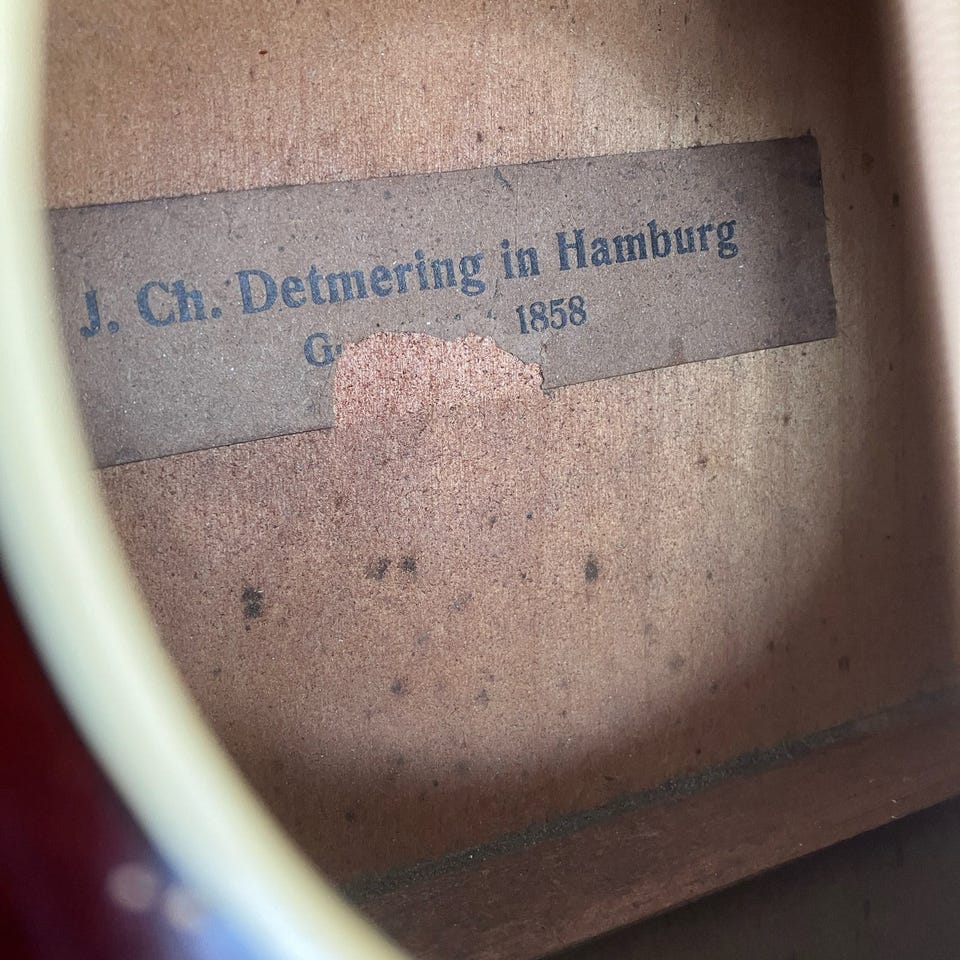 J. Ch. Detmering in Hamburg
1858